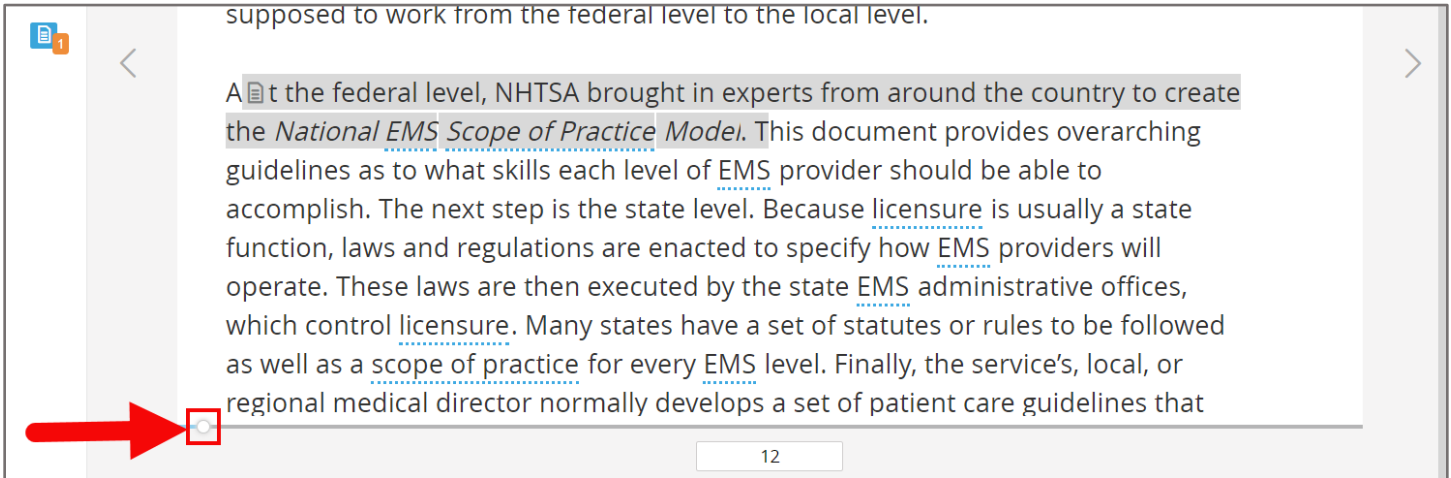 supposed to work from the federal level to the local level.
1
At the federal level, NHTSA brought in experts from around the country to create
the National EMS Scope of Practice Model. This document provides overarching
guidelines as to what skills each level of EMS provider should be able to
accomplish. The next step is the state level. Because licensure is usually a state
function, laws and regulations are enacted to specify how EMS providers will
operate. These laws are then executed by the state EMS administrative offices,
which control licensure. Many states have a set of statutes or rules to be followed
as well as a scope of practice for every EMS level. Finally, the service’s, local, or
regional medical director normally develops a set of patient care guidelines that
12